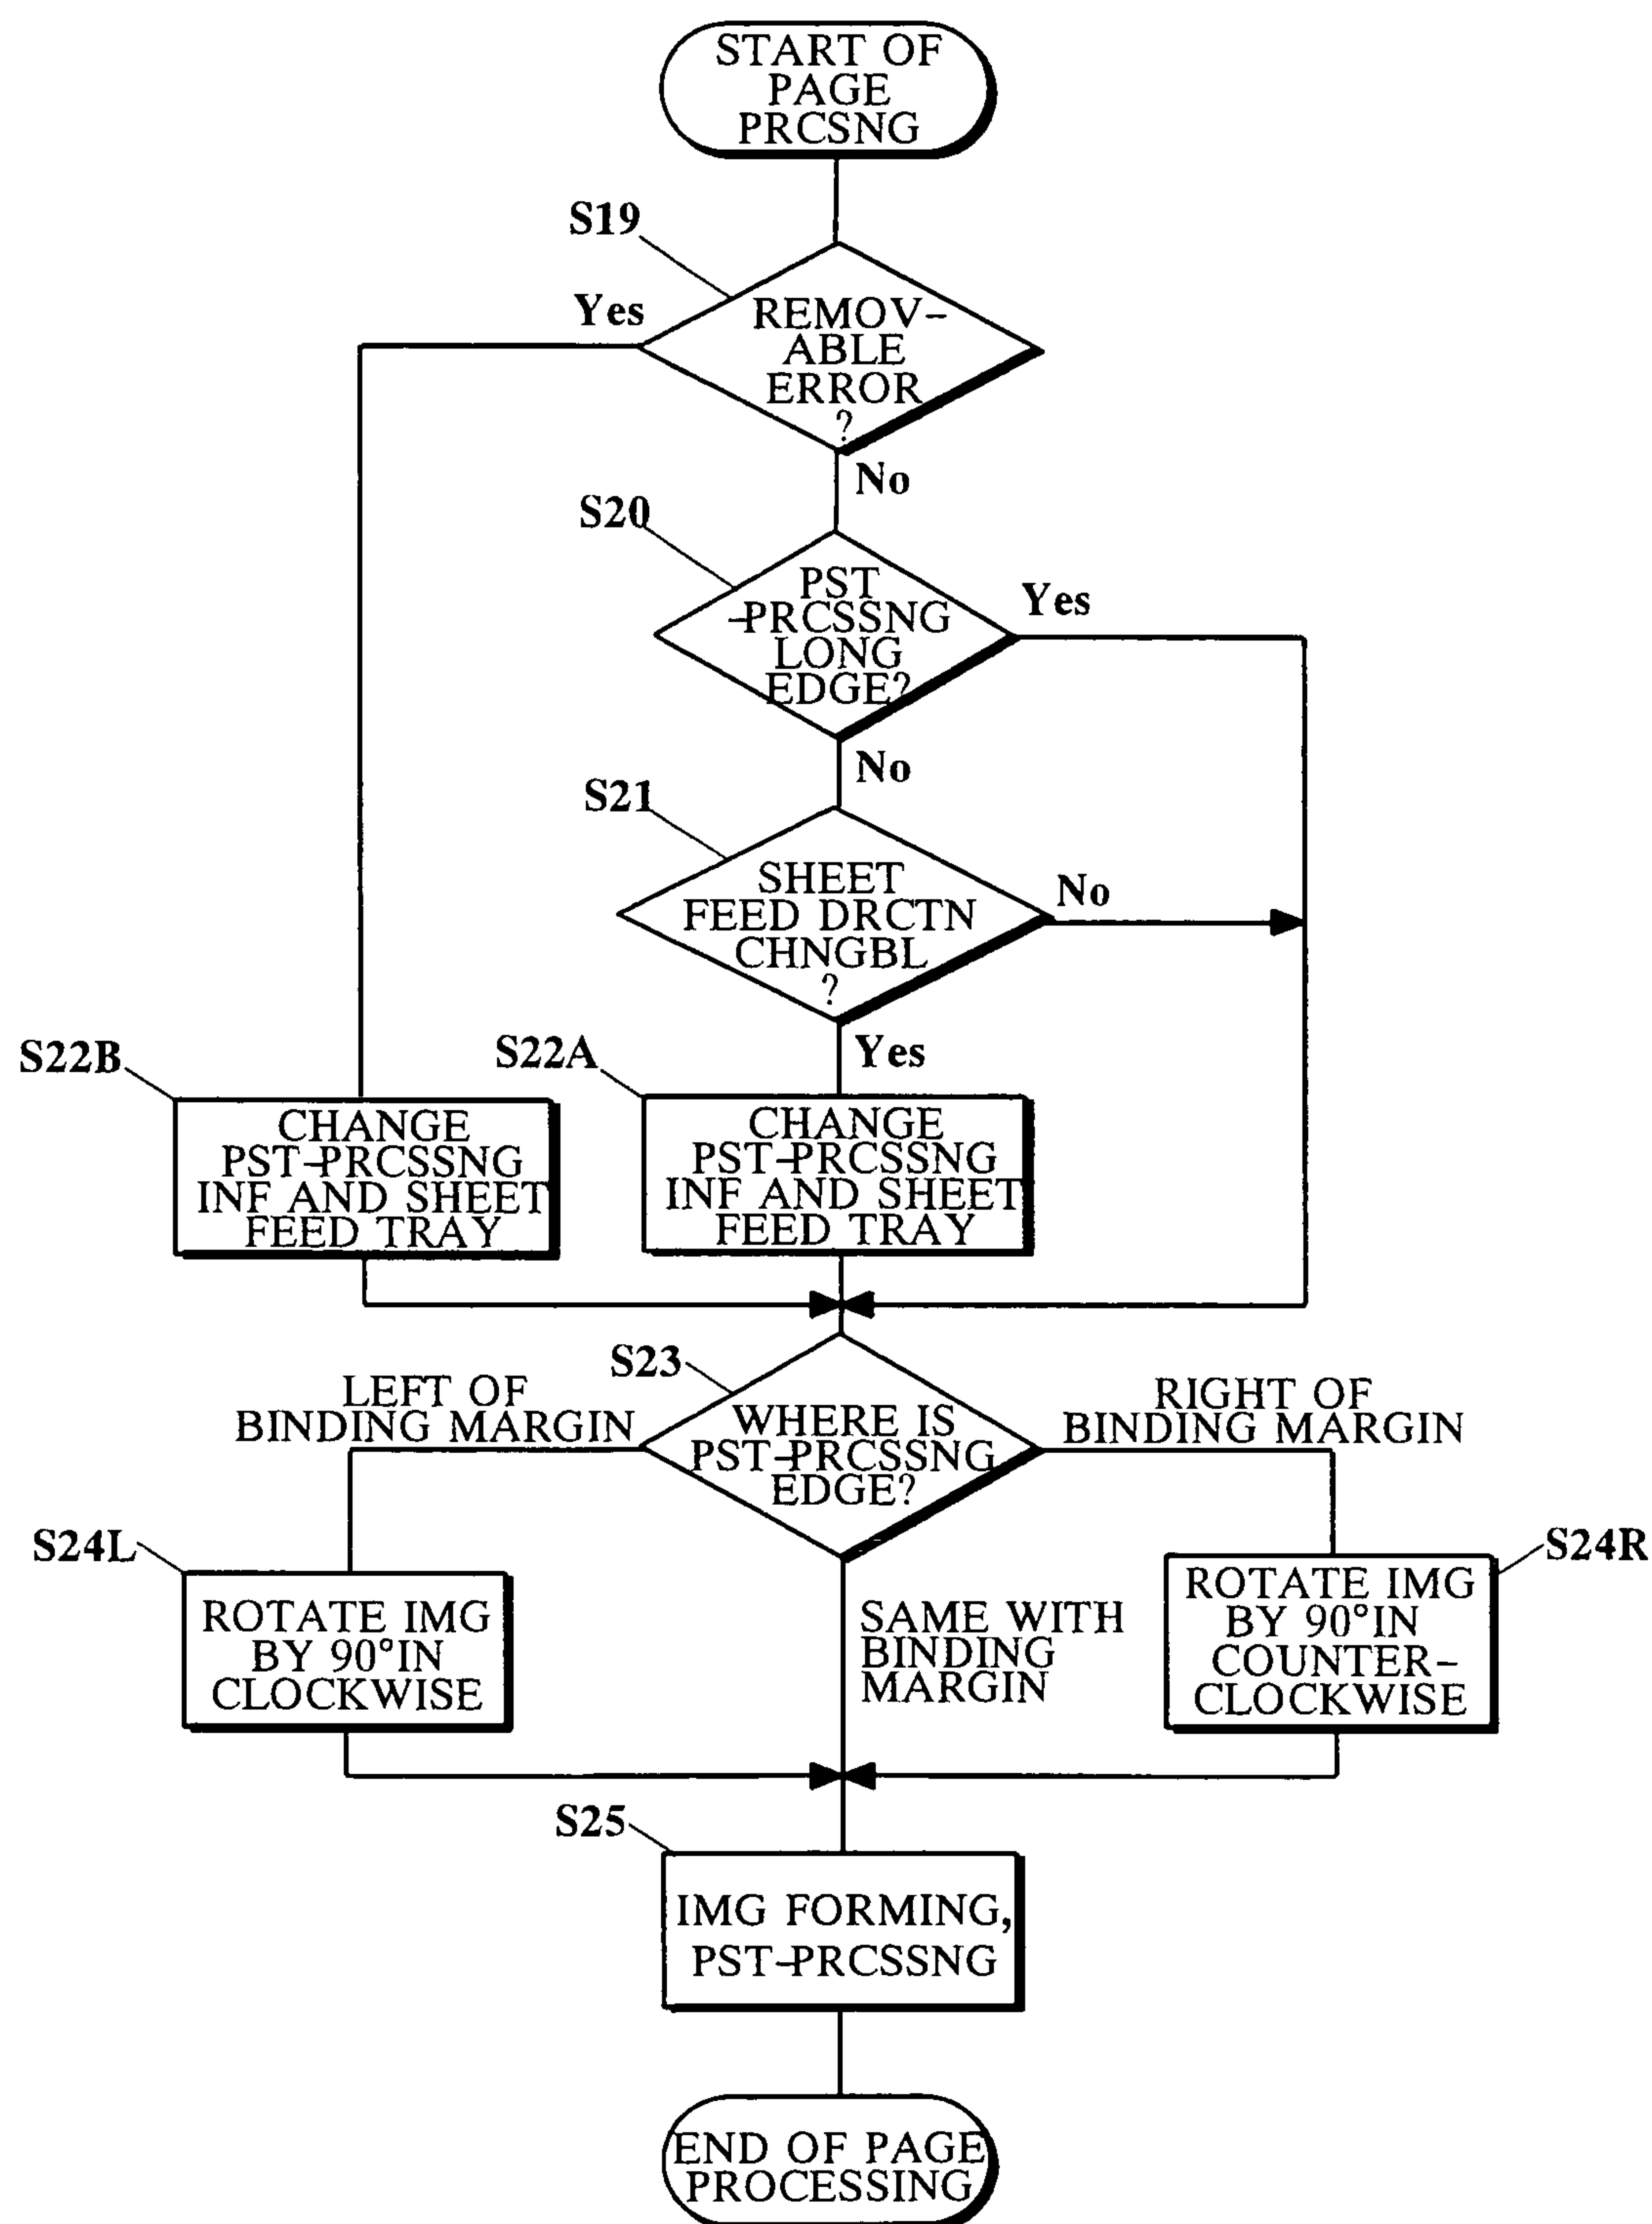 START OF
PAGE
PRCSNG
S19
Yes
REMOV-
ABLE
ERROR
?
No
S20
PST
-PRCSSNG
LONG
EDGE?
Yes
No
S21
SHEET
FEED DRCTN
CHNGBL
?
No
Yes
S22B
CHANGE
PST-PRCSSNG
INF AND SHEET
FEED TRAY
S22A
CHANGE
PST-PRCSSNG
INF AND SHEET
FEED TRAY
S23
WHERE IS
PST-PRCSSNG
EDGE?
LEFT OF
BINDING MARGIN
RIGHT OF
BINDING MARGIN
S24L
ROTATE IMG
BY 90°IN
CLOCKWISE
SAME WITH
BINDING
MARGIN
S24R
ROTATE IMG
BY 90°IN
COUNTER-
CLOCKWISE
S25
IMG FORMING,
PST-PRCSSNG
END OF PAGE
PROCESSING